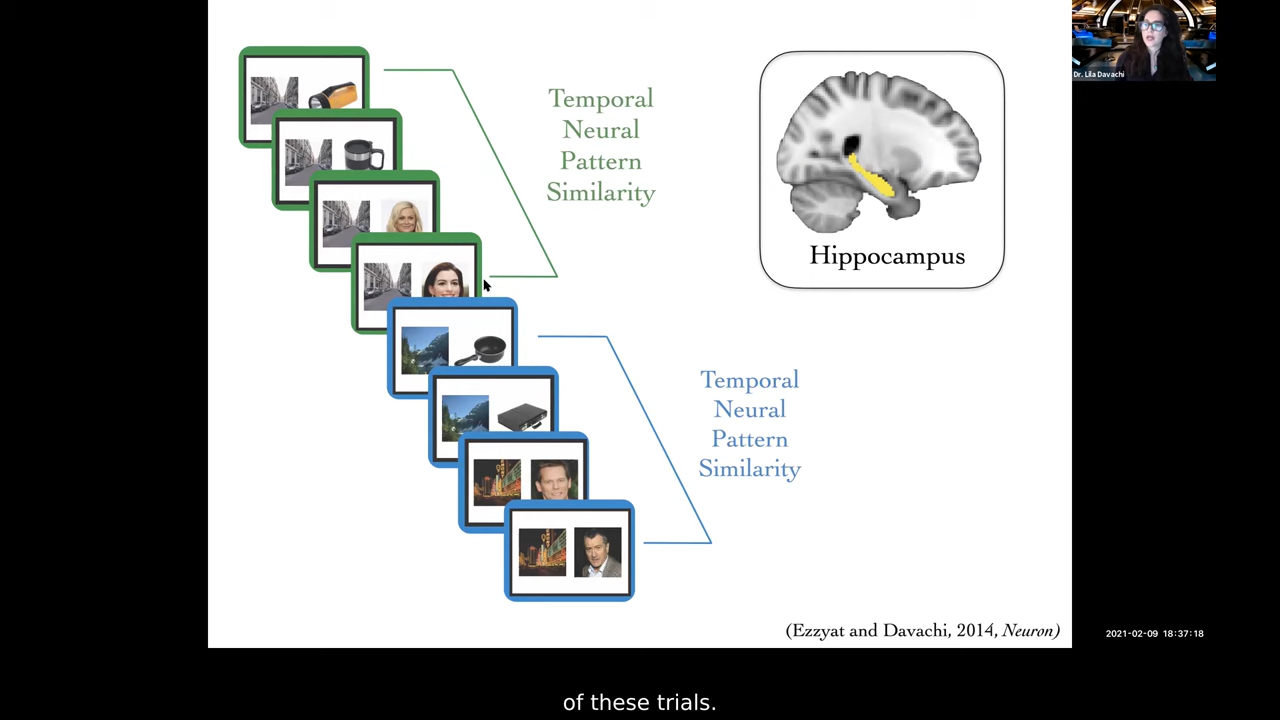 Temporal
Neural
Pattern
Similarity
Hippocampus
Temporal
Neural
Pattern
Similarity
(Ezzyat and Davachi, 2014, Neuron)
Dr. Lila Davachi
2021-02-09 18:37:18
of these trials.